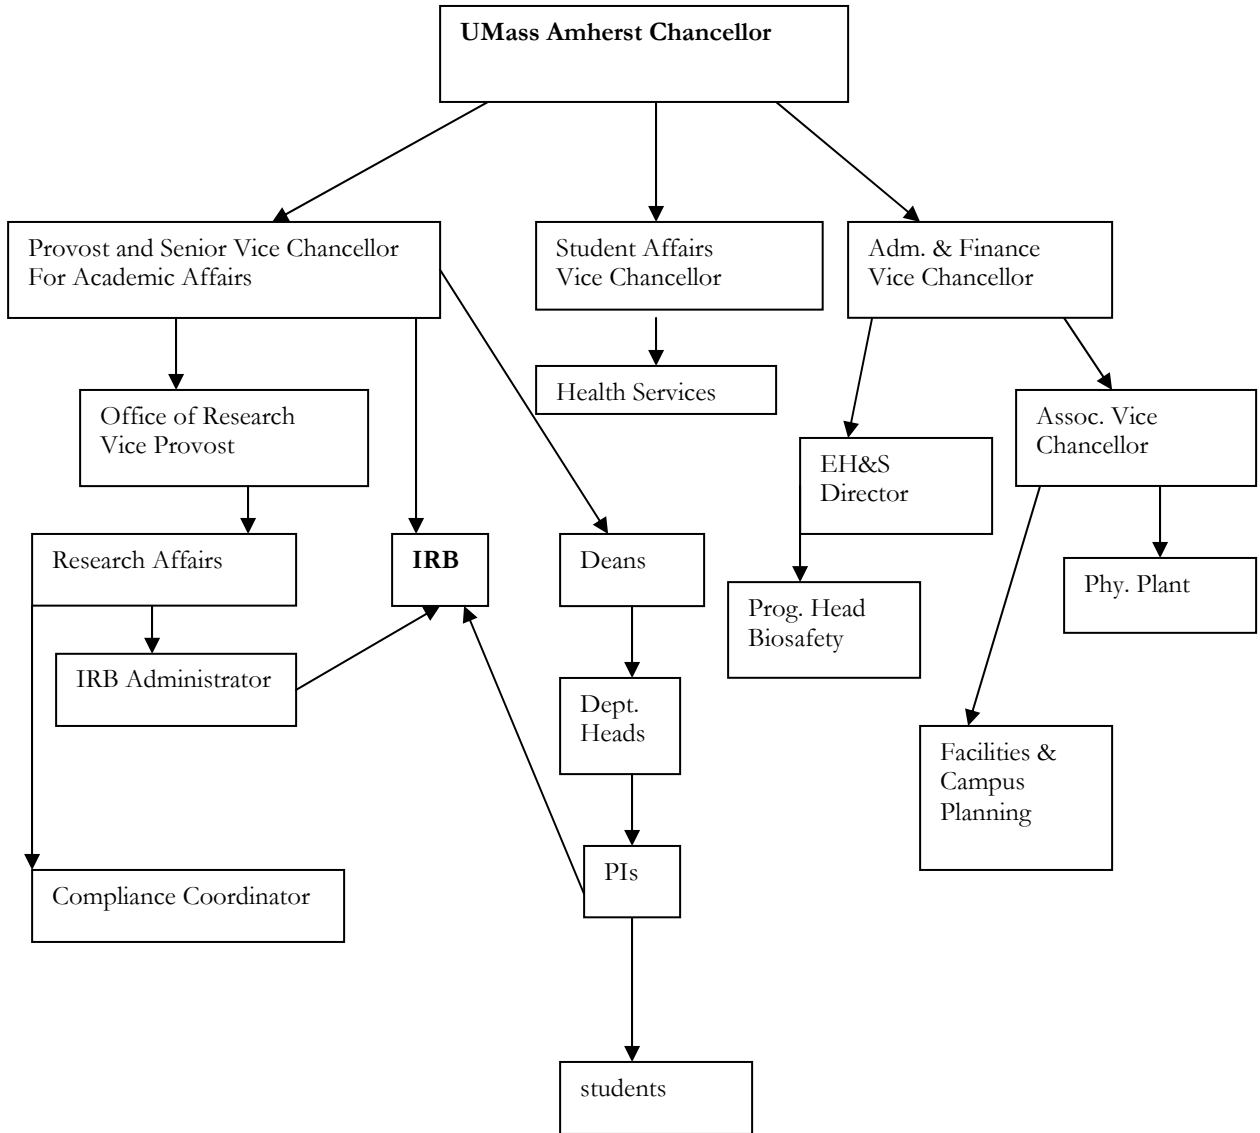 UMass Amherst Chancellor
Provost and Senior Vice Chancellor
For Academic Affairs
Student Affairs
Vice Chancellor
Adm. & Finance
Vice Chancellor
Office of Research
Vice Provost
Health Services
Assoc. Vice
Chancellor
EH&S
Director
Research Affairs
IRB
Deans
Phy. Plant
Prog. Head
Biosafety
IRB Administrator
Dept.
Heads
Facilities &
Campus
Planning
PIs
Compliance Coordinator
students